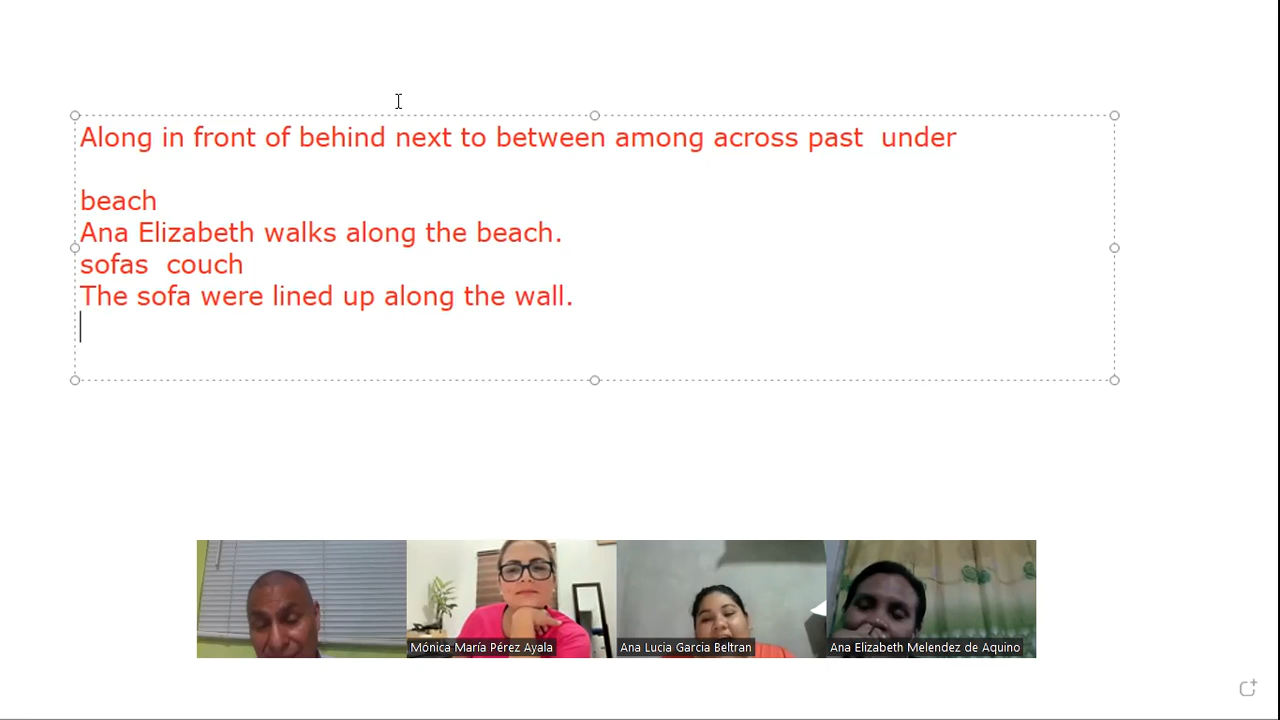 Along in front of behind next to between among across past  under
beach
Ana Elizabeth walks along the beach.
sofas  couch
The sofa were lined up along the wall.
Mónica María Pérez Ayala
Ana Lucia Garcia Beltran
Ana Elizabeth Melendez de Aquino